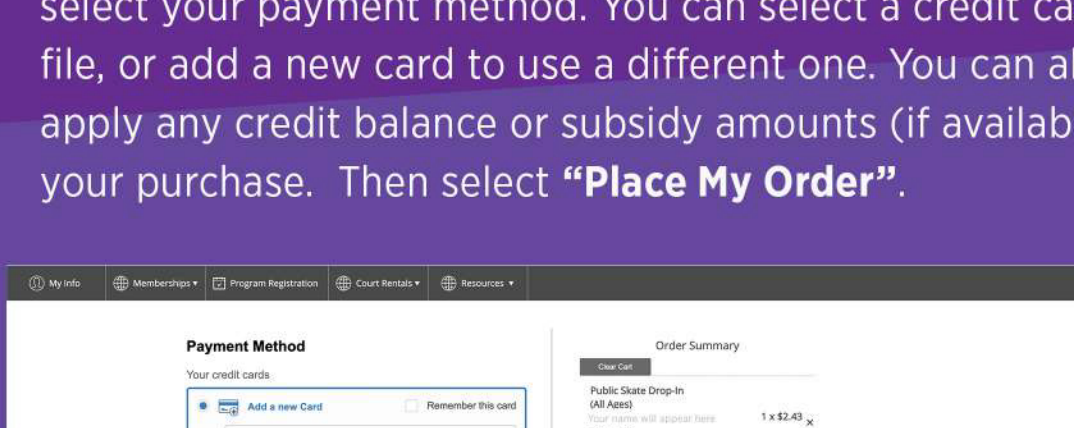 select your payment method. You can select a credit ca
file, or add a new card to use a different one. You can al
apply any credit balance or subsidy amounts (if availab
your purchase. Then select “Place My Order”.
My Info Memberships ▾ Program Registration Court Rentals ▾ Resources ▾
Payment Method
Your credit cards
Add a new Card Remember this card
Order Summary
Clear Cart
Public Skate Drop-In
(All Ages)
Your name will appear here 1 x $2.43 x